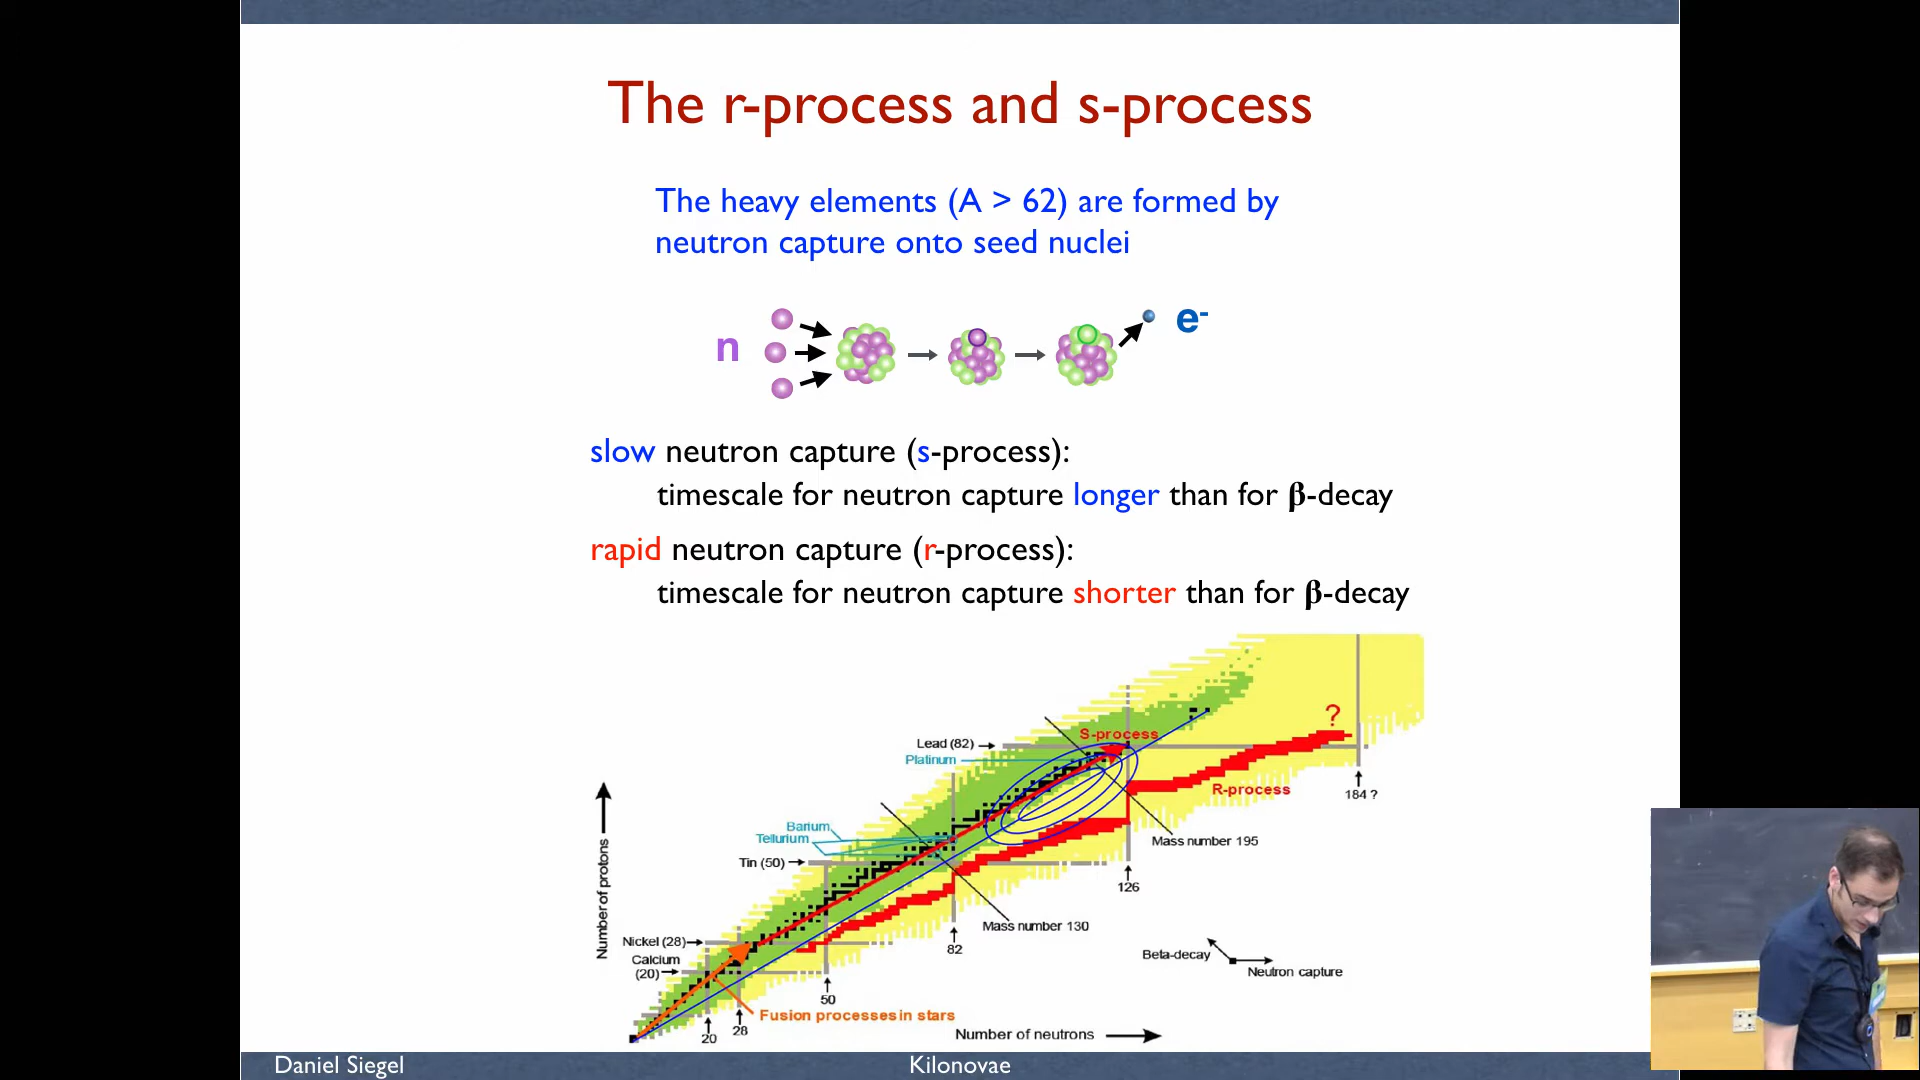 The r-process and s-process
The heavy elements (A > 62) are formed by
neutron capture onto seed nuclei
n
e-
slow neutron capture (s-process):
timescale for neutron capture longer than for β-decay
rapid neutron capture (r-process):
timescale for neutron capture shorter than for β-decay
?
S-process
Lead (82)
Platinum
R-process
184 ?
Barium
Tellurium
Mass number 195
Tin (50)
126
Number of protons
Mass number 130
Nickel (28)
82
Calcium
(20)
Beta-decay
Neutron capture
50
Fusion processes in stars
28
20
Number of neutrons
Daniel Siegel
Kilonovae